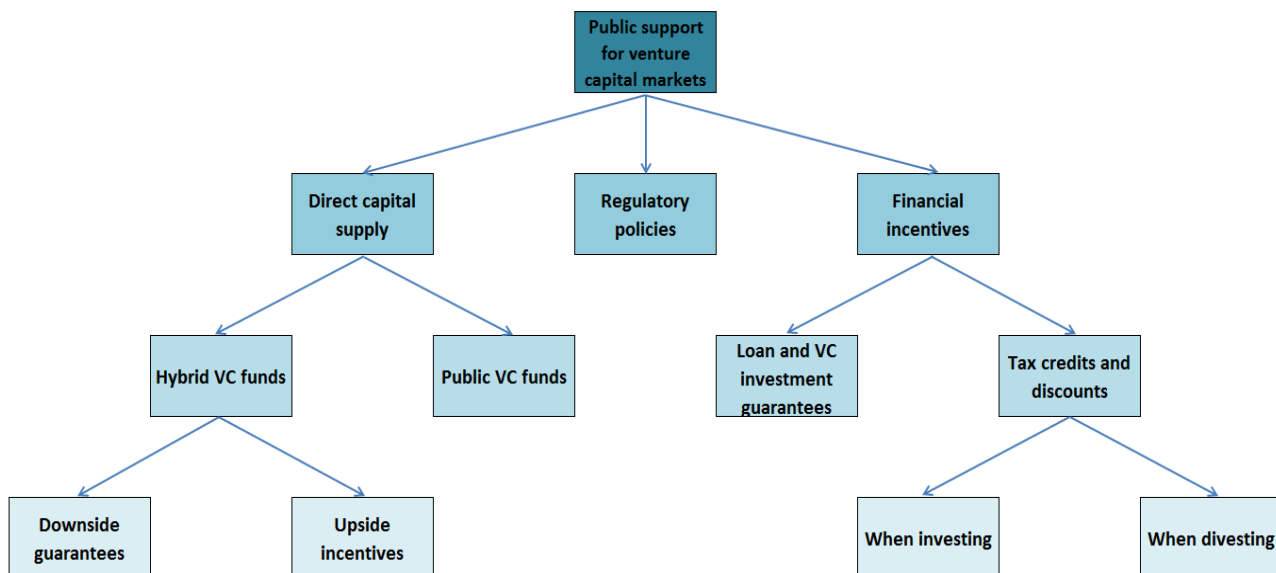 Public support
for venture
capital markets
Direct capital
supply
Regulatory
policies
Financial
incentives
Hybrid VC funds
Public VC funds
Loan and VC
investment
guarantees
Tax credits and
discounts
Downside
guarantees
Upside
incentives
When investing
When divesting